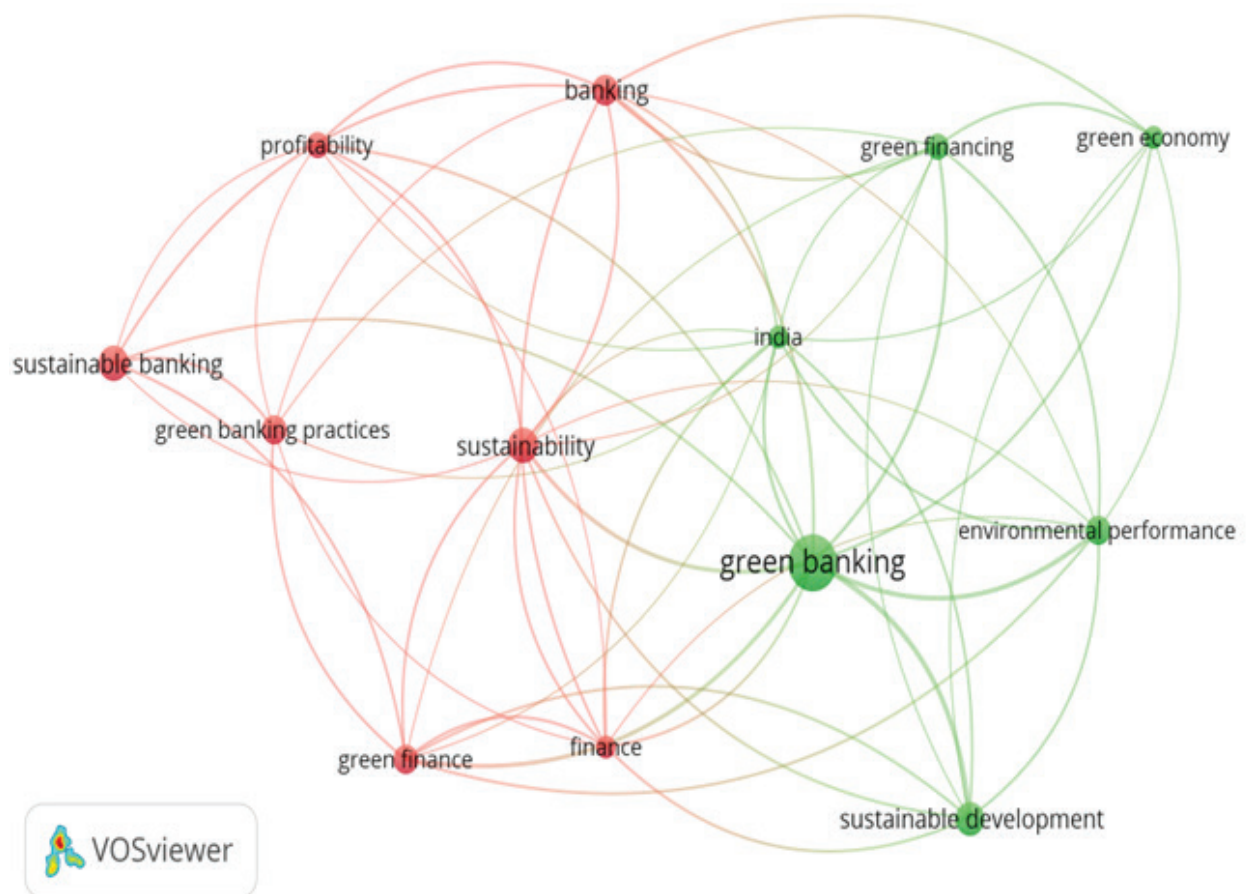 banking
profitability
green financing
green economy
india
sustainable banking
green banking practices
sustainability
environmental performance
green banking
finance
green finance
sustainable development
VOSviewer